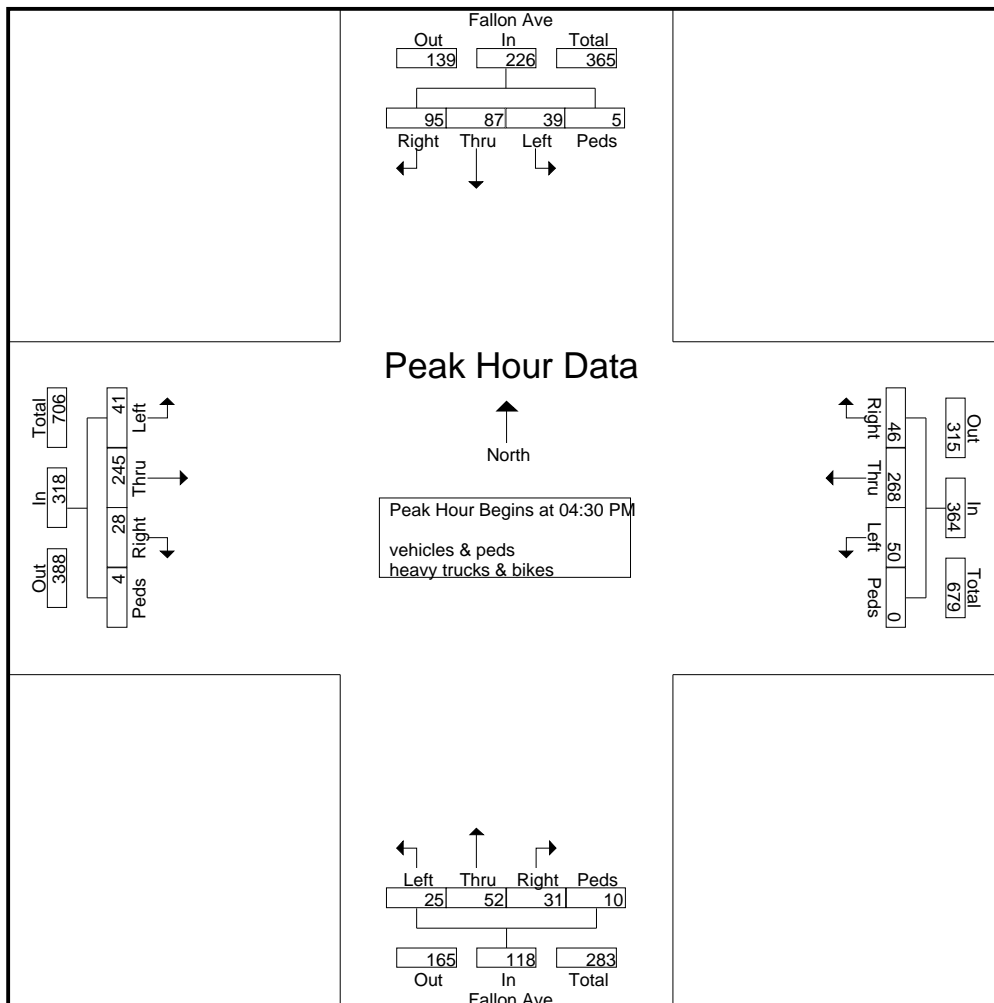 Fallon Ave
Out In Total
139 226 365
95 87 39 5
Right Thru Left Peds
Peak Hour Data
North
Peak Hour Begins at 04:30 PM
vehicles & peds
heavy trucks & bikes
Total In Out
706 318 388
41 245 28 4
Left Thru Right Peds
Out In Total
315 364 679
46 268 50 0
Right Thru Left Peds
Left Thru Right Peds
25 52 31 10
165 118 283
Out In Total
Fallon Ave